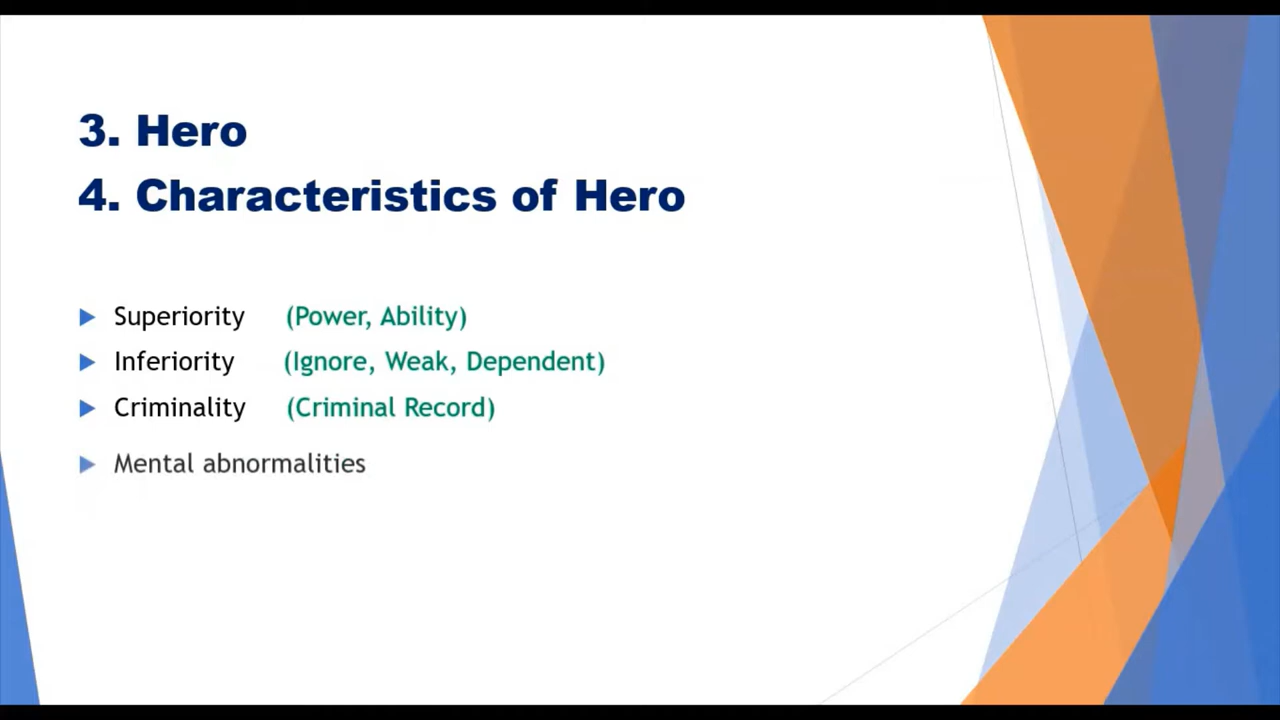 3. Hero
4. Characteristics of Hero
Superiority (Power, Ability)
Inferiority (Ignore, Weak, Dependent)
Criminality (Criminal Record)
Mental abnormalities